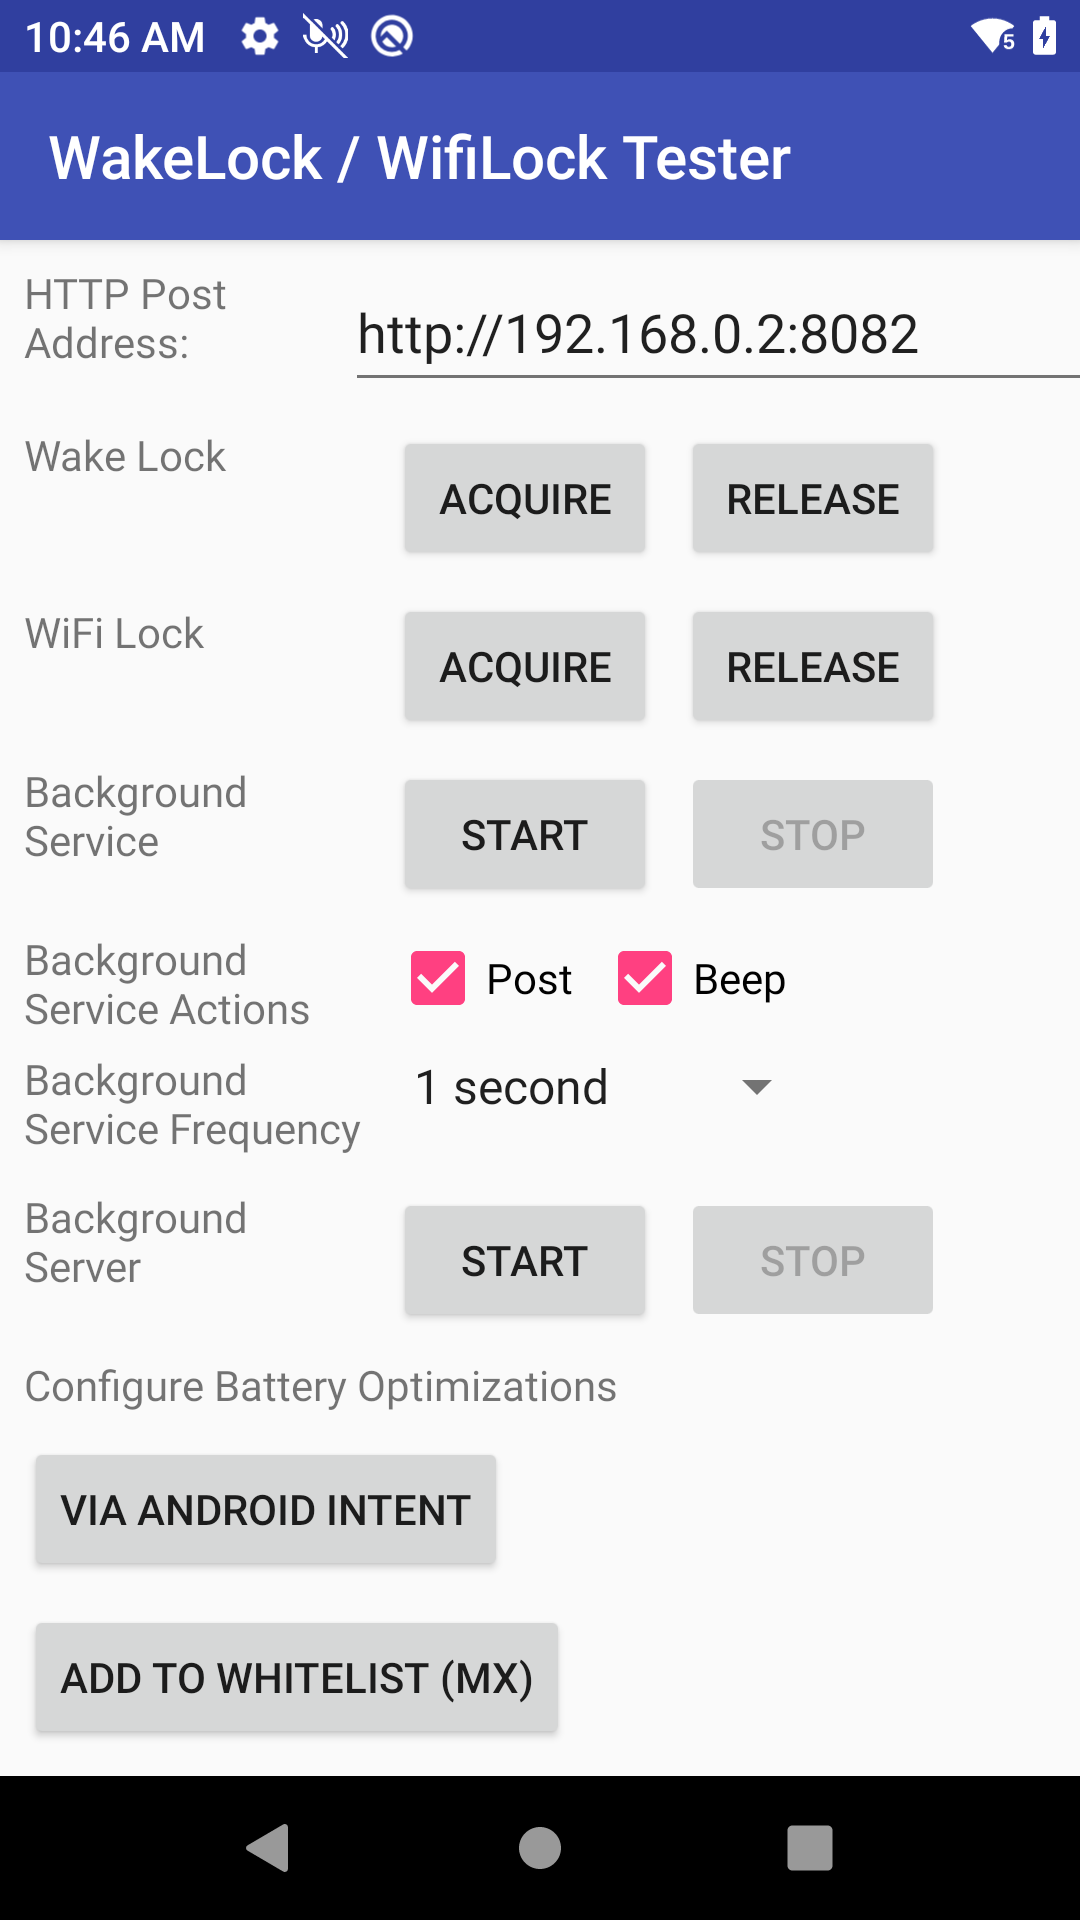 10:46 AM
5
WakeLock / WifiLock Tester
HTTP Post
Address:
http://192.168.0.2:8082
Wake Lock
ACQUIRE
RELEASE
WiFi Lock
ACQUIRE
RELEASE
Background
Service
START
STOP
Background
Service Actions
Post
Beep
Background
Service Frequency
1 second
Background
Server
START
STOP
Configure Battery Optimizations
VIA ANDROID INTENT
ADD TO WHITELIST (MX)